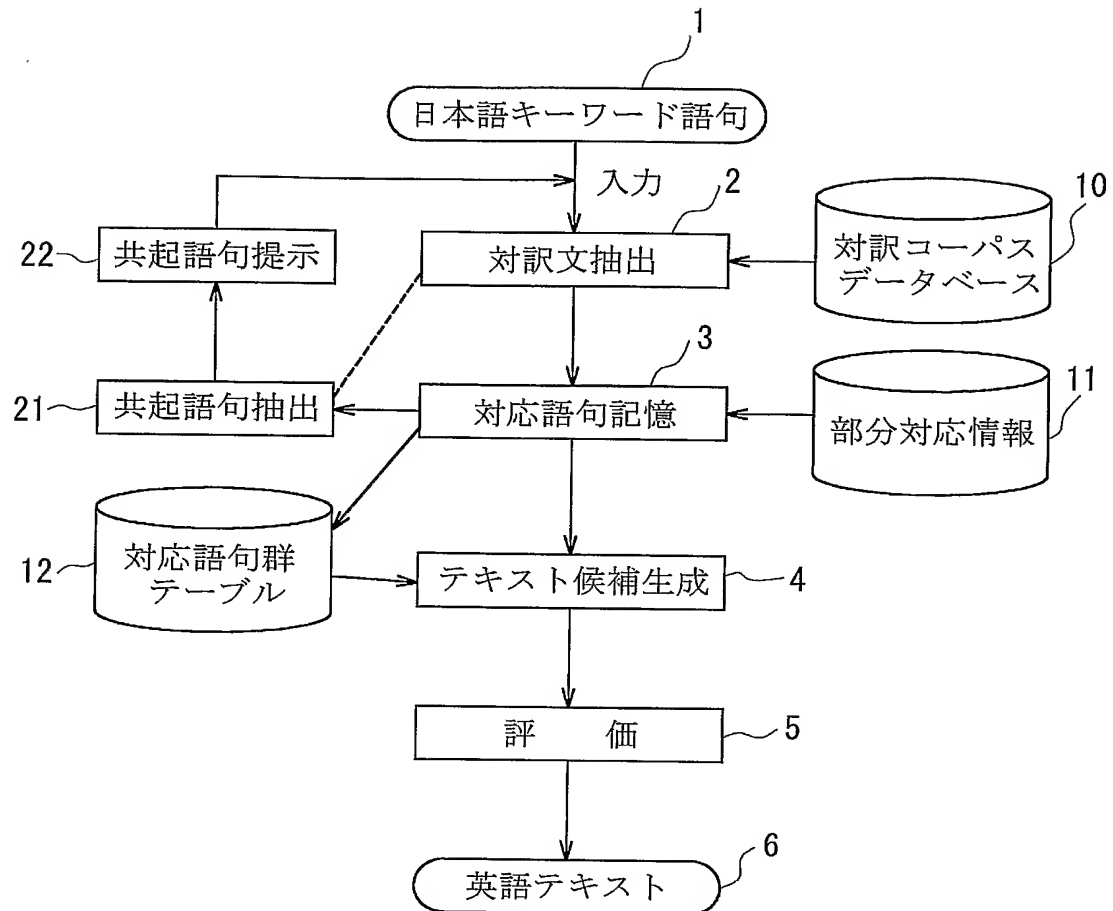 1
日本語キーワード語句
入力
2
10
22
共起語句提示
対訳文抽出
対訳コーパス
データベース
3
11
21
共起語句抽出
対応語句記憶
部分対応情報
12
対応語句群
テーブル
テキスト候補生成
4
評 価
5
6
英語テキスト